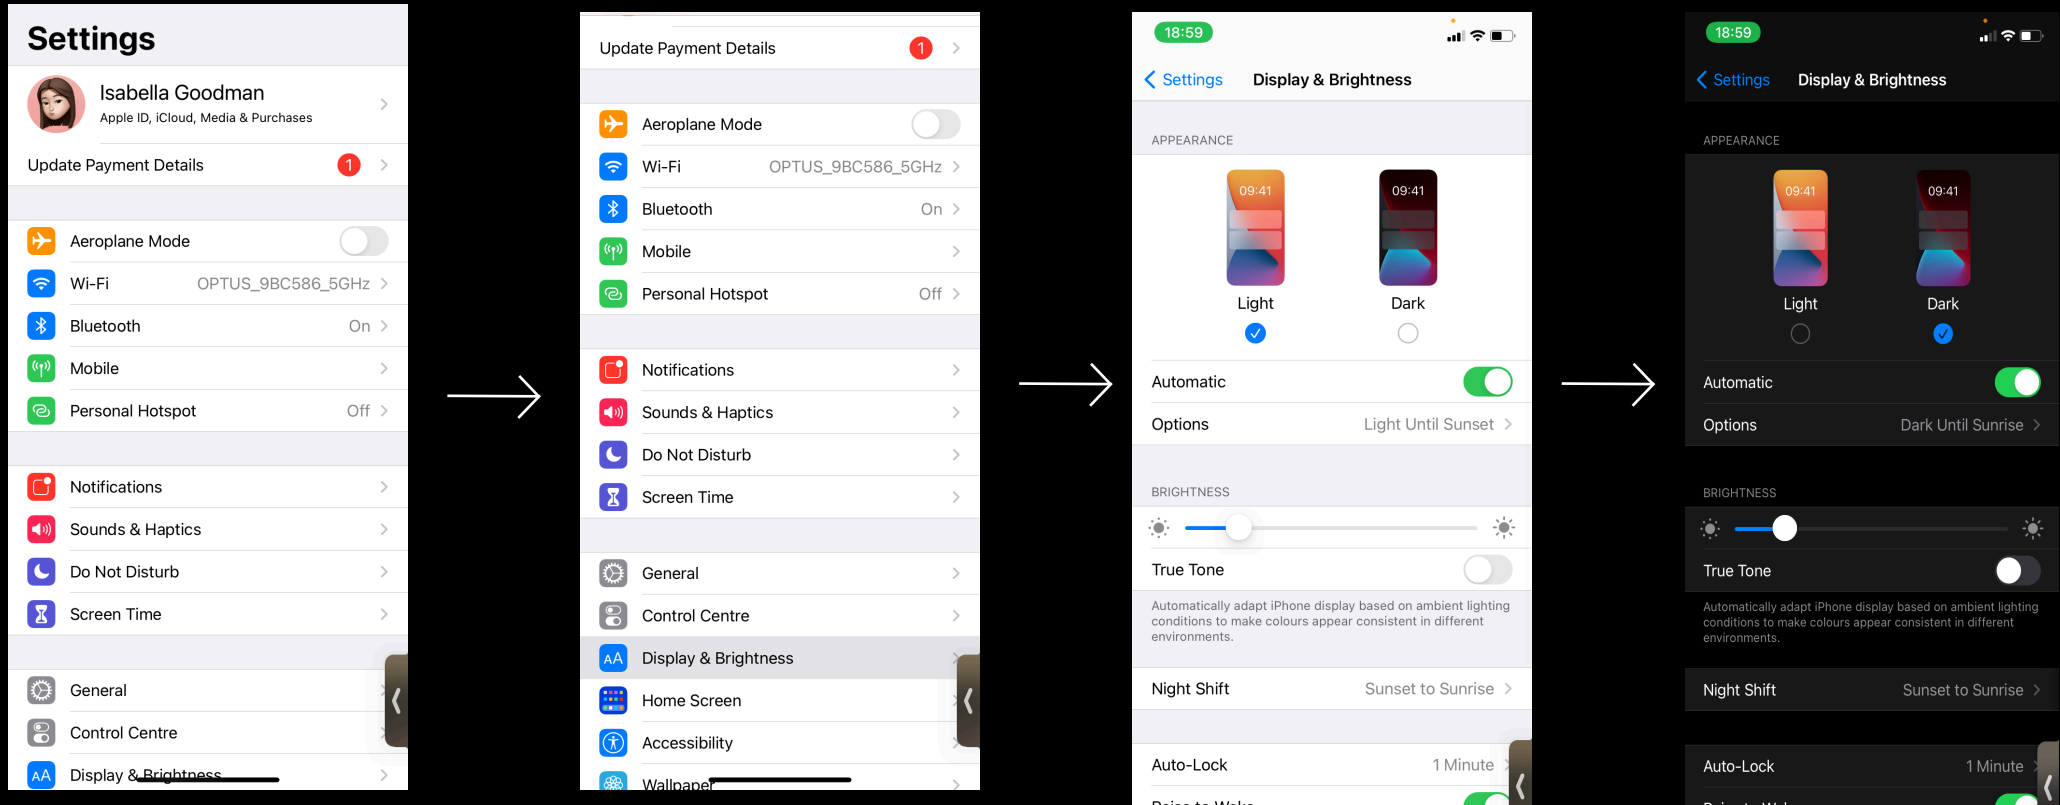 Settings
Isabella Goodman
Apple ID, iCloud, Media & Purchases
Update Payment Details 1
Aeroplane Mode
Wi-Fi OPTUS_9BC586_5GHz
Bluetooth On
Mobile
Personal Hotspot Off
Notifications
Sounds & Haptics
Do Not Disturb
Screen Time
General
Control Centre
AA Display & Brightness
Update Payment Details 1
Aeroplane Mode
Wi-Fi OPTUS_9BC586_5GHz
Bluetooth On
Mobile
Personal Hotspot Off
Notifications
Sounds & Haptics
Do Not Disturb
Screen Time
General
Control Centre
AA Display & Brightness
Home Screen
Accessibility
Wallpaper
18:59
Settings Display & Brightness
APPEARANCE
09:41 09:41
Light Dark
Automatic
Options Light Until Sunset
BRIGHTNESS
True Tone
Automatically adapt iPhone display based on ambient lighting
conditions to make colours appear consistent in different
environments.
Night Shift Sunset to Sunrise
Auto-Lock 1 Minute
Raise to Wake
18:59
Settings Display & Brightness
APPEARANCE
09:41 09:41
Light Dark
Automatic
Options Dark Until Sunrise
BRIGHTNESS
True Tone
Automatically adapt iPhone display based on ambient lighting
conditions to make colours appear consistent in different
environments.
Night Shift Sunset to Sunrise
Auto-Lock 1 Minute